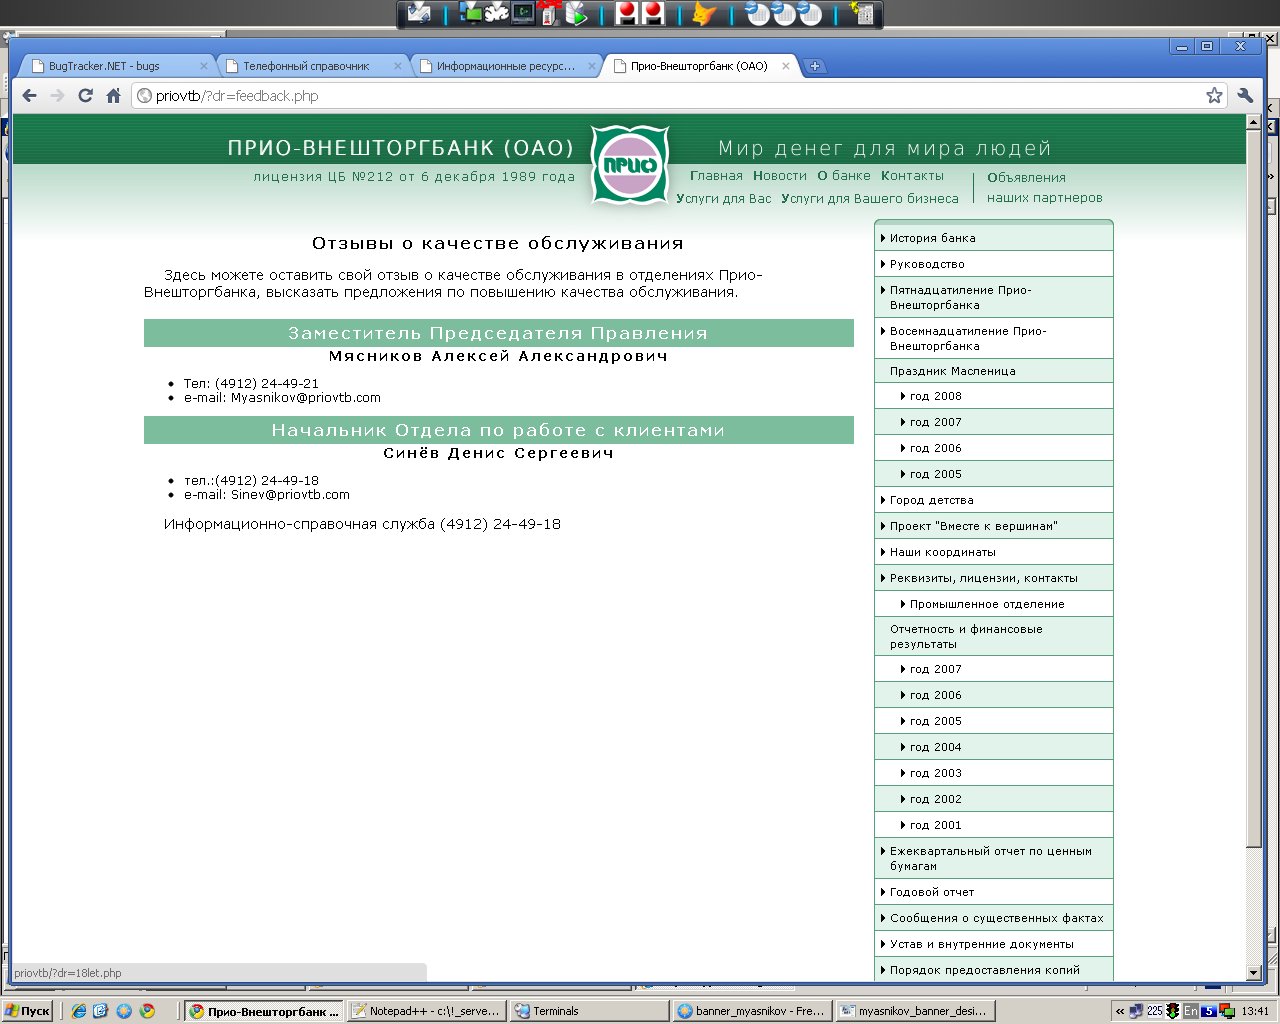 BugTracker.NET - bugs
Телефонный справочник
Информационные ресурс...
Прио-Внешторгбанк (ОАО)
priovtb/?dr=feedback.php
ПРИО-ВНЕШТОРГБАНК (ОАО)
ПРИО
Мир денег для мира людей
лицензия ЦБ №212 от 6 декабря 1989 года
Главная Новости О банке Контакты
Услуги для Вас Услуги для Вашего бизнеса
Объявления
наших партнеров
Отзывы о качестве обслуживания
Здесь можете оставить свой отзыв о качестве обслуживания в отделениях Прио-
Внешторгбанка, высказать предложения по повышению качества обслуживания.
Заместитель Председателя Правления
Мясников Алексей Александрович
Тел: (4912) 24-49-21
e-mail: Myasnikov@priovtb.com
Начальник Отдела по работе с клиентами
Синёв Денис Сергеевич
тел.:(4912) 24-49-18
e-mail: Sinev@priovtb.com
Информационно-справочная служба (4912) 24-49-18
История банка
Руководство
Пятнадцатиление Прио-
Внешторгбанка
Восемнадцатиление Прио-
Внешторгбанка
Праздник Масленица
год 2008
год 2007
год 2006
год 2005
Город детства
Проект "Вместе к вершинам"
Наши координаты
Реквизиты, лицензии, контакты
Промышленное отделение
Отчетность и финансовые
результаты
год 2007
год 2006
год 2005
год 2004
год 2003
год 2002
год 2001
Ежеквартальный отчет по ценным
бумагам
Годовой отчет
Сообщения о существенных фактах
Устав и внутренние документы
Порядок предоставления копий
priovtb/?dr=18let.php
Пуск
Прио-Внешторгбанк ...
Notepad++ - c:\!_serve...
Terminals
banner_myasnikov - Fre...
myasnikov_banner_desi...
225
En
5
13:41